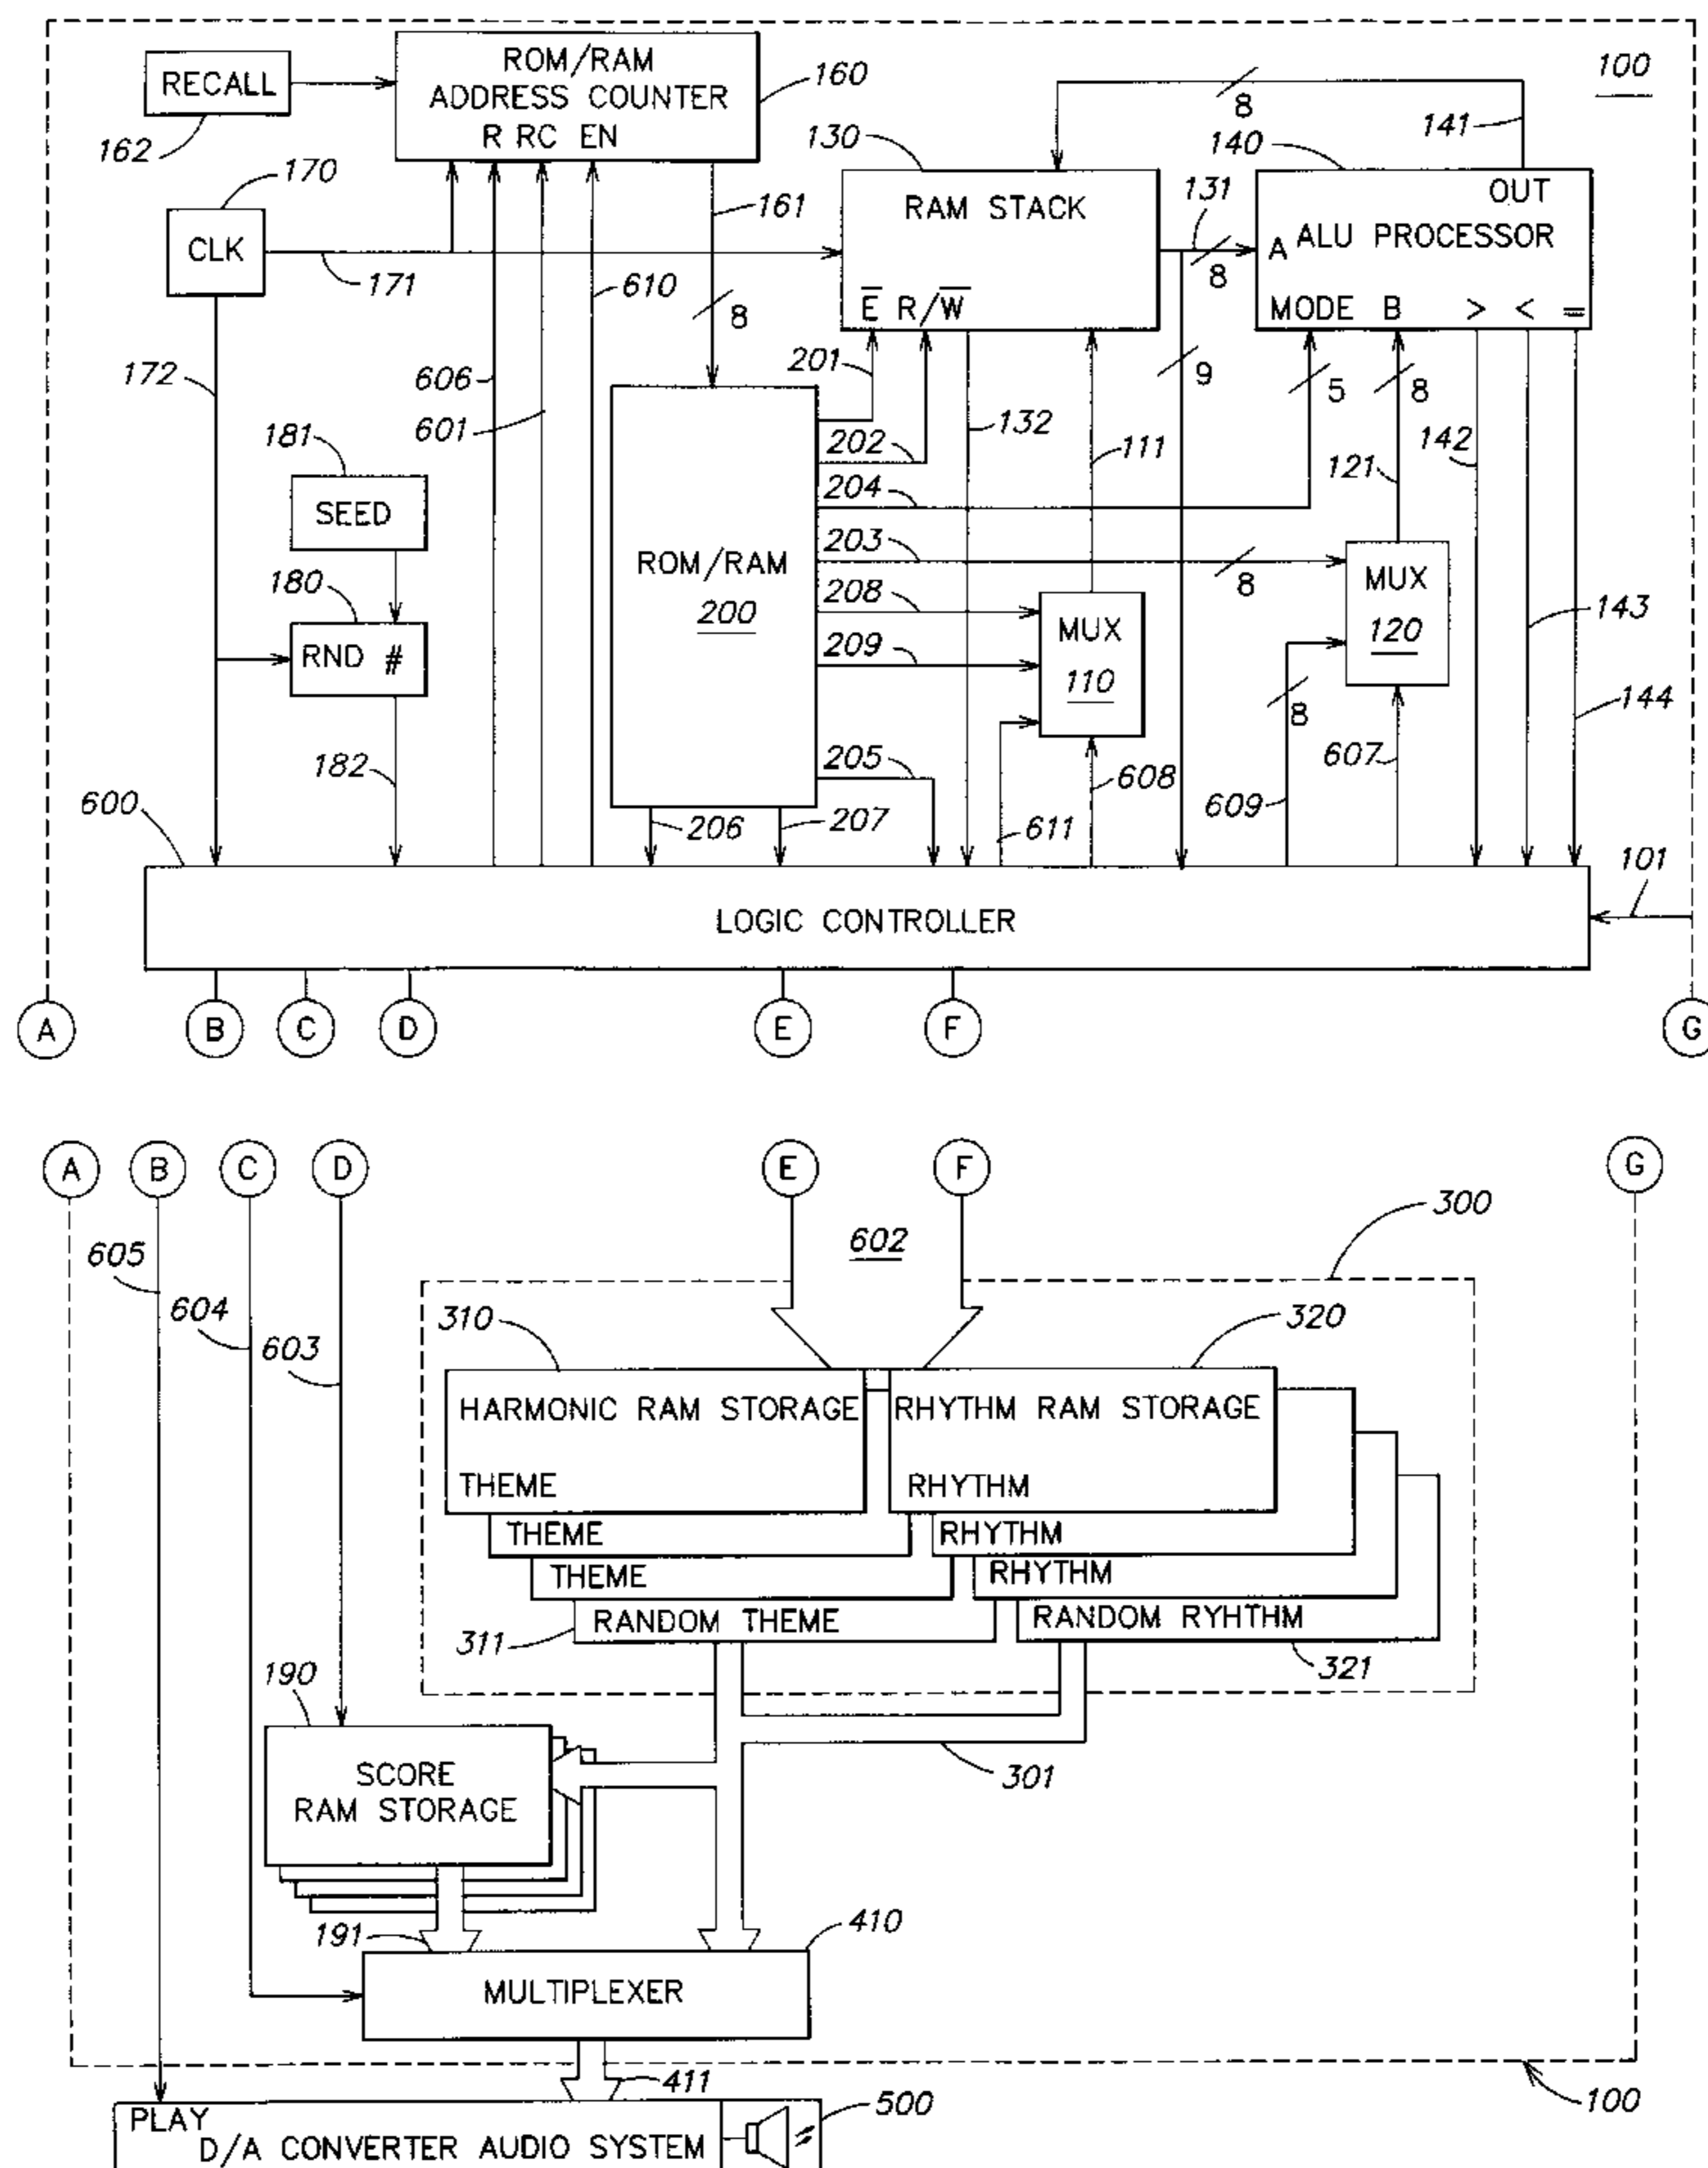 100
RECALL
162
ROM/RAM
ADDRESS COUNTER
R RC EN
160
8
141
130
140
170
CLK
171
172
161
8
610
RAM STACK
E̅ R/W̅
131
8
OUT
A ALU PROCESSOR
MODE B > < =
201
9
5
8
606
601
132
111
142
181
SEED
202
204
121
203
8
180
RND #
ROM/RAM
200
208
209
MUX
110
MUX
120
143
8
144
182
205
608
607
609
600
206
207
611
101
LOGIC CONTROLLER
A
B
C
D
E
F
G
A
B
C
D
E
F
G
300
602
605
604
603
310
320
HARMONIC RAM STORAGE
THEME
RHYTHM RAM STORAGE
RHYTHM
THEME
RHYTHM
THEME
RHYTHM
RANDOM THEME
RANDOM RYHTHM
311
321
190
SCORE
RAM STORAGE
301
191
410
MULTIPLEXER
411
500
100
PLAY
D/A CONVERTER AUDIO SYSTEM